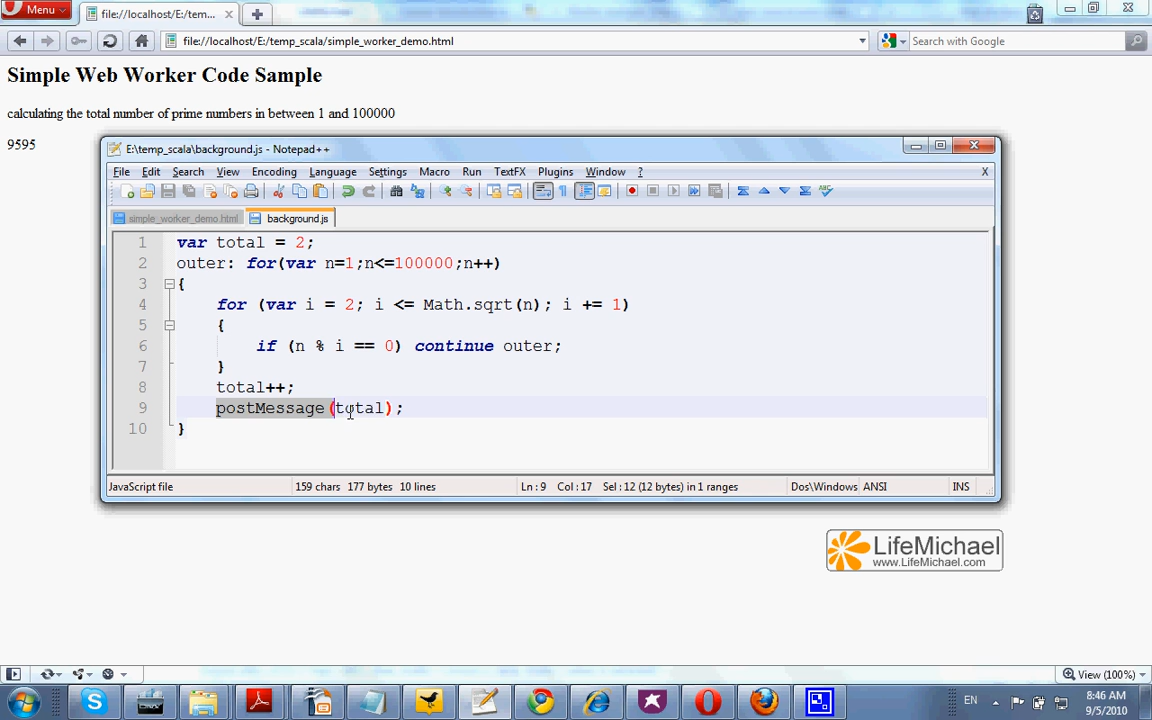 Menu
file://localhost/E:/tem...
file://localhost/E:/temp_scala/simple_worker_demo.html
Search with Google
Simple Web Worker Code Sample
calculating the total number of prime numbers in between 1 and 100000
9595
E:\temp_scala\background.js - Notepad++
File Edit Search View Encoding Language Settings Macro Run TextFX Plugins Window ? X
simple_worker_demo.html background.js
1 var total = 2;
2 outer: for(var n=1;n<=100000;n++)
3 {
4 for (var i = 2; i <= Math.sqrt(n); i += 1)
5 {
6 if (n % i == 0) continue outer;
7 }
8 total++;
9 postMessage(total);
10 }
JavaScript file 159 chars 177 bytes 10 lines Ln : 9 Col : 17 Sel : 12 (12 bytes) in 1 ranges Dos\Windows ANSI INS
LifeMichael
www.LifeMichael.com
View (100%)
EN
8:46 AM
9/5/2010